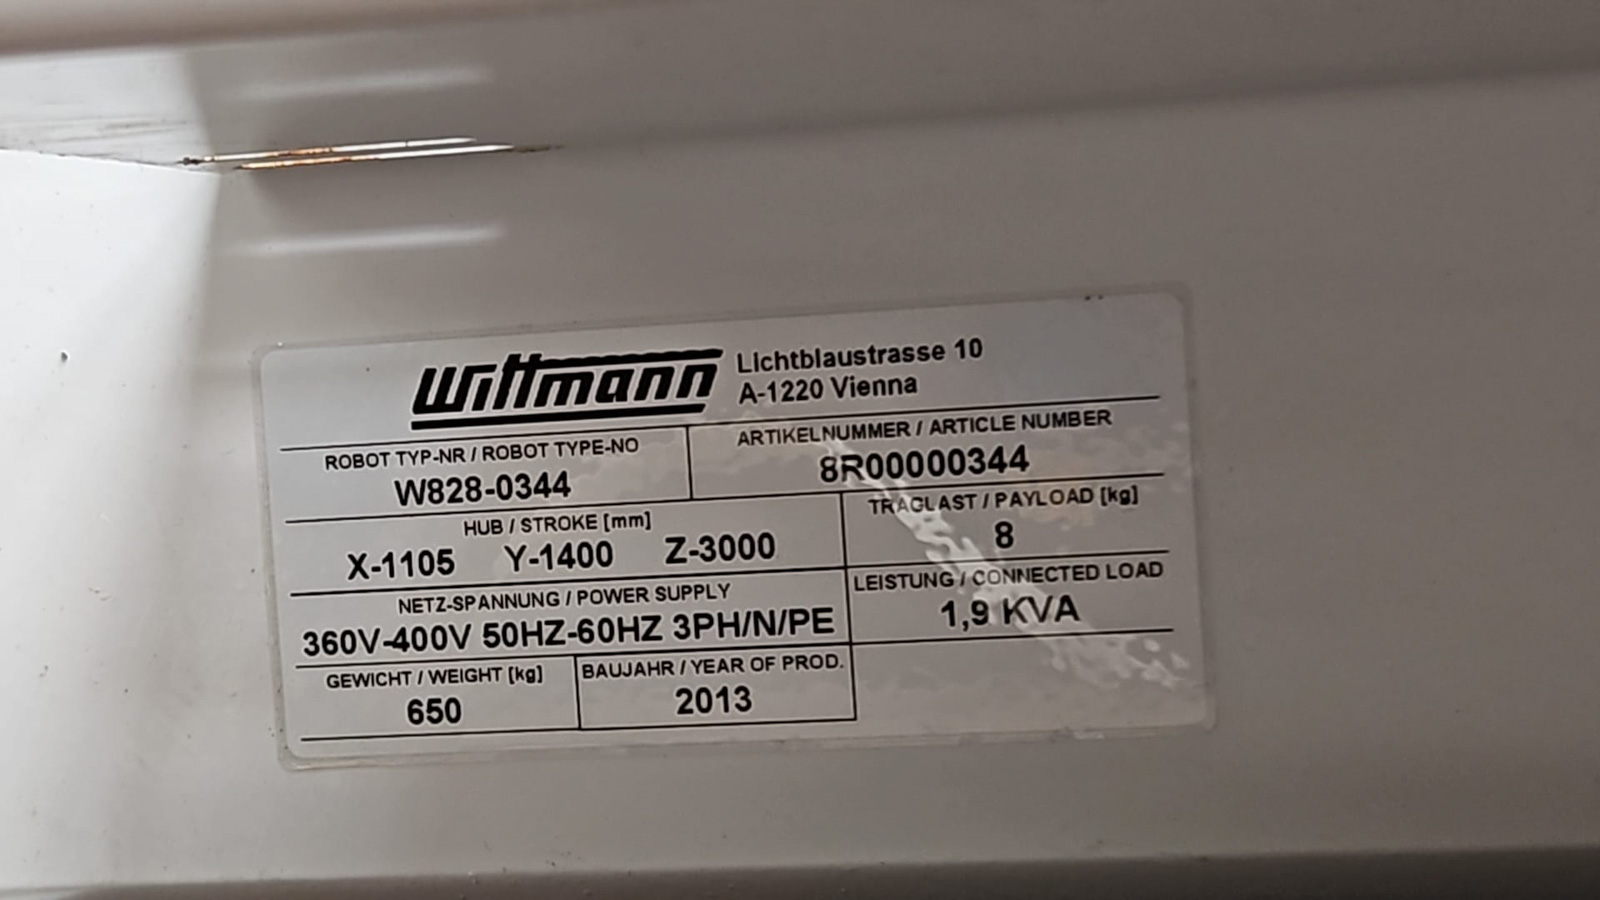 Wittmann
Lichtblaustrasse 10
A-1220 Vienna
ROBOT TYP-NR / ROBOT TYPE-NO
W828-0344
ARTIKELNUMMER / ARTICLE NUMBER
8R00000344
HUB / STROKE [mm]
X-1105 Y-1400 Z-3000
TRAGLAST / PAYLOAD [kg]
8
NETZ-SPANNUNG / POWER SUPPLY
360V-400V 50HZ-60HZ 3PH/N/PE
LEISTUNG / CONNECTED LOAD
1,9 KVA
GEWICHT / WEIGHT [kg]
650
BAUJAHR / YEAR OF PROD.
2013